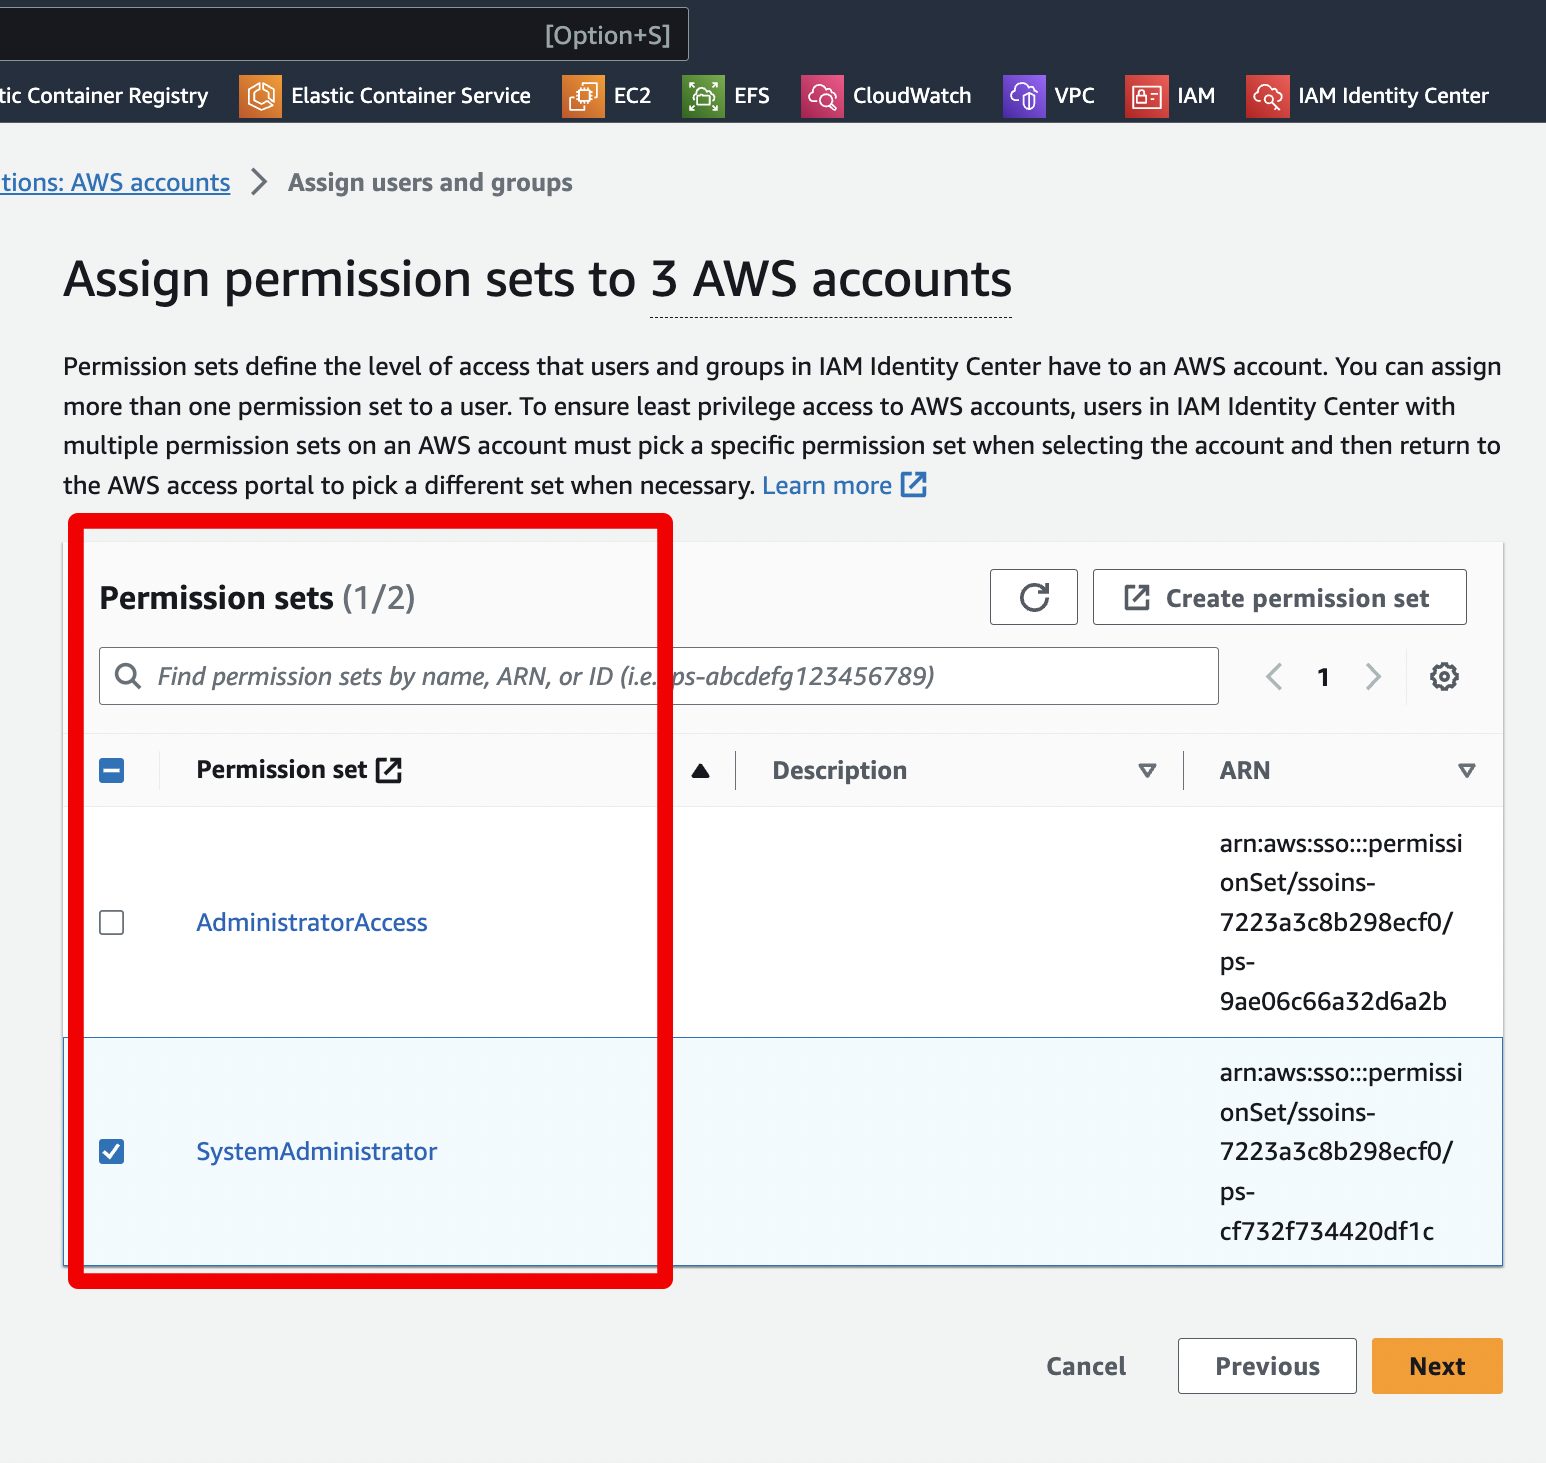 [Option+S]
tic Container Registry Elastic Container Service EC2 EFS CloudWatch VPC IAM IAM Identity Center
tions: AWS accounts > Assign users and groups
Assign permission sets to 3 AWS accounts
Permission sets define the level of access that users and groups in IAM Identity Center have to an AWS account. You can assign
more than one permission set to a user. To ensure least privilege access to AWS accounts, users in IAM Identity Center with
multiple permission sets on an AWS account must pick a specific permission set when selecting the account and then return to
the AWS access portal to pick a different set when necessary. Learn more
Permission sets (1/2) Create permission set
Find permission sets by name, ARN, or ID (i.e. ps-abcdefg123456789) 1
Permission set Description ARN
arn:aws:sso:::permissi
onSet/ssoins-
AdministratorAccess 7223a3c8b298ecf0/
ps-
9ae06c66a32d6a2b
arn:aws:sso:::permissi
onSet/ssoins-
SystemAdministrator 7223a3c8b298ecf0/
ps-
cf732f734420df1c
Cancel Previous Next